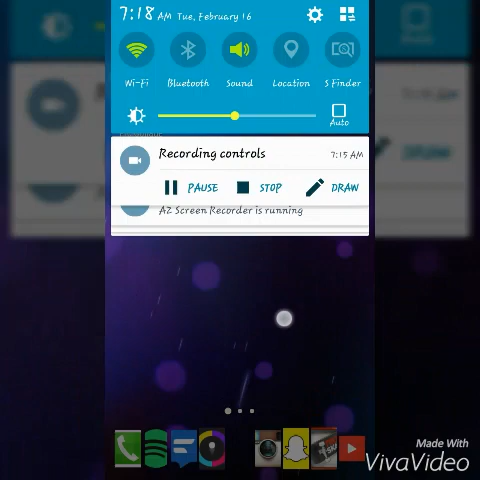 7:18 AM Tue, February 16
Wi-Fi Bluetooth Sound Location S Finder
Auto
Recording controls 7:15 AM
PAUSE STOP DRAW
AZ Screen Recorder is running
Made With
VivaVideo